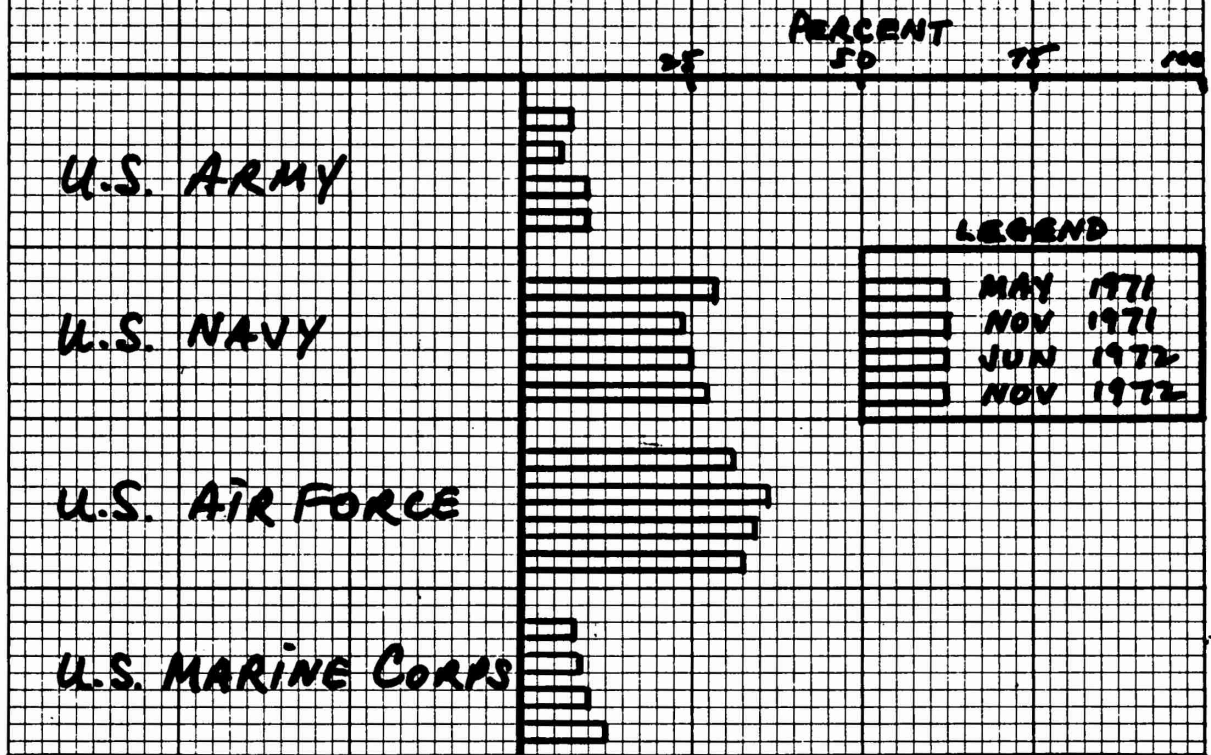 PERCENT
25 50 75 100
U.S. ARMY
LEGEND
MAY 1971
NOV 1971
JUN 1972
NOV 1972
U.S. NAVY
U.S. AIR FORCE
U.S. MARINE CORPS